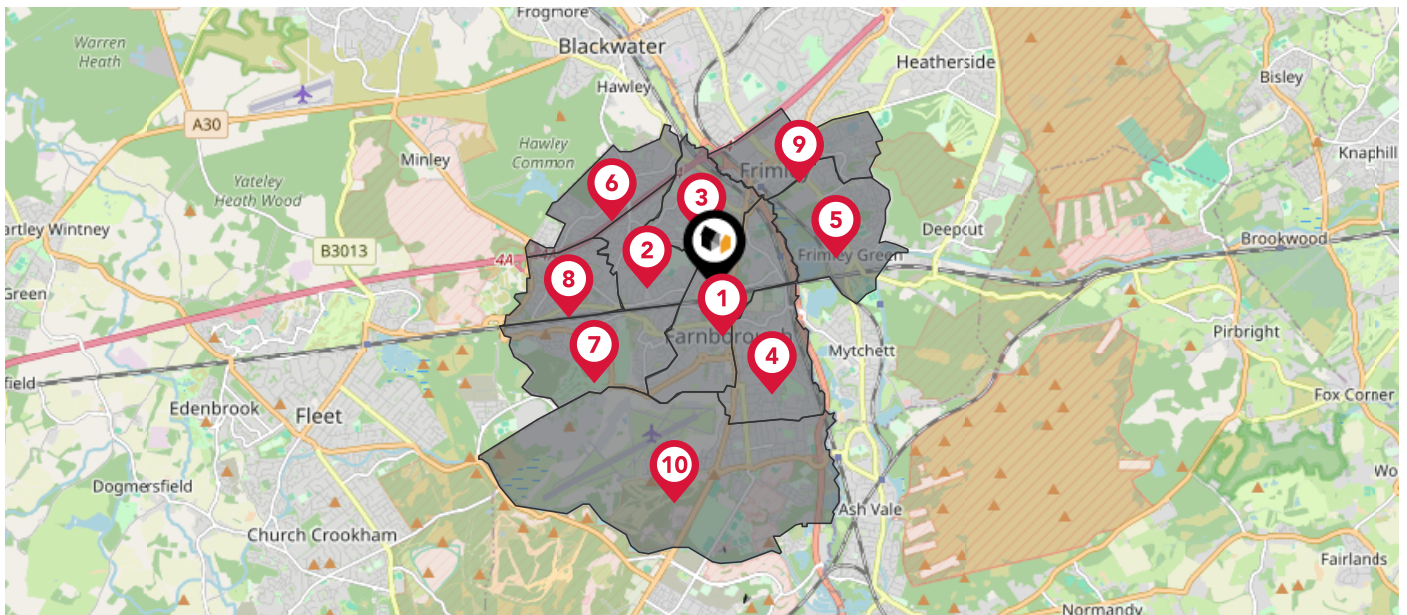 Frogmore
Warren
Heath
Blackwater
Heatherside
Bisley
Hawley
A30
Knaphill
Hawley
Common
Minley
9
Frimley
6
Yateley
Heath Wood
3
5
artley Wintney
Deepcut
Brookwood
B3013
2
Frimley Green
4A
8
Green
1
Pirbright
Farnborough
7
Mytchett
4
field
Fox Corner
Edenbrook
Fleet
10
Wo
Dogmersfield
Ash Vale
Church Crookham
Fairlands
Normandy